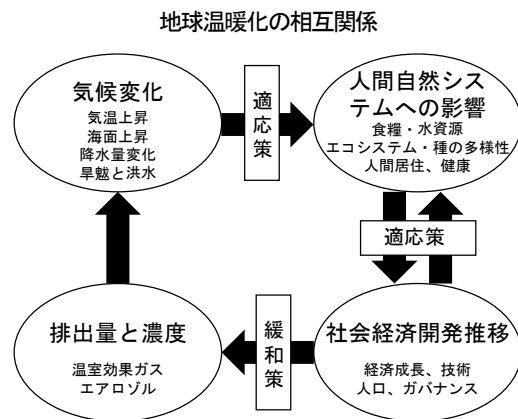 地球温暖化の相互関係
気候変化
気温上昇
海面上昇
降水量変化
旱魃と洪水
適応策
人間自然シス
テムへの影響
食糧・水資源
エコシステム・種の多様性
人間居住、健康
適応策
排出量と濃度
温室効果ガス
エアロゾル
緩和策
社会経済開発推移
経済成長、技術
人口、ガバナンス